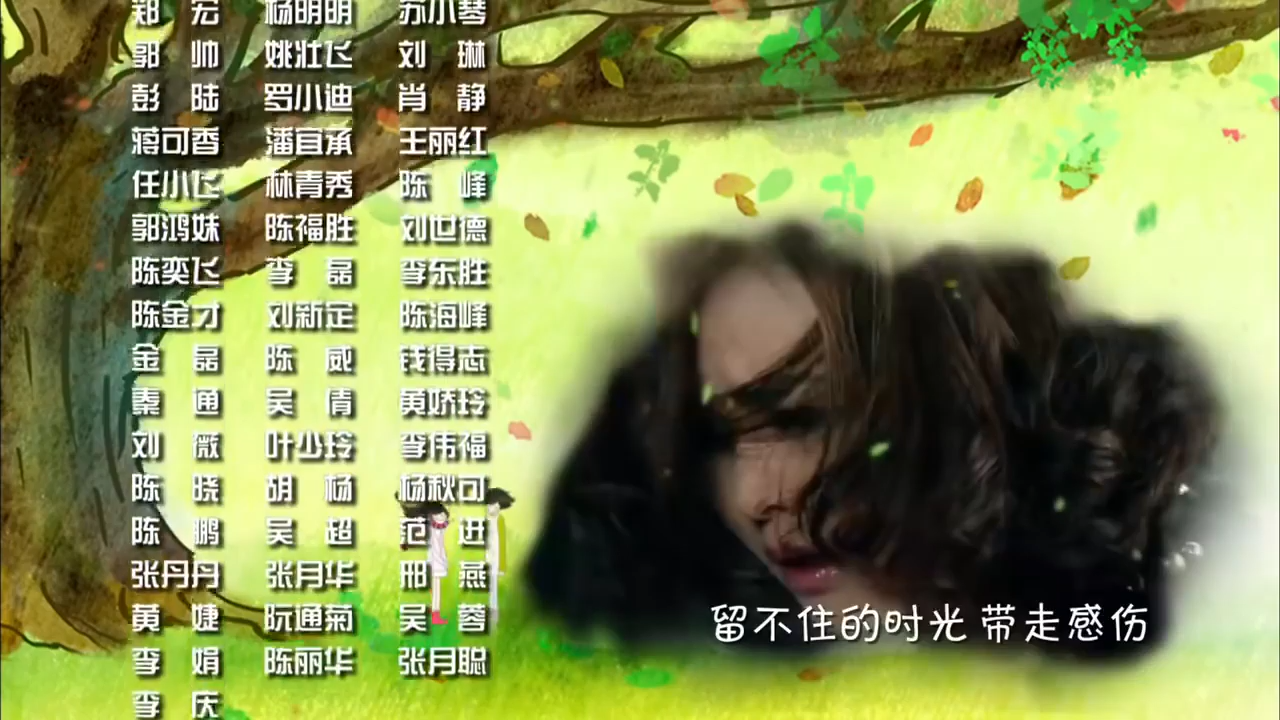 郑宏 杨明明 苏小琴
郭帅 姚壮飞 刘琳
彭陆 罗小迪 肖静
蒋可香 潘宜承 王丽红
任小飞 林青秀 陈峰
郭鸿妹 陈福胜 刘世德
陈奕飞 李磊 李东胜
陈金才 刘新定 陈海峰
金磊 陈威 钱得志
秦通 吴倩 黄娇玲
刘薇 叶少玲 李伟福
陈晓 胡杨 杨秋可
陈鹏 吴超 范进
张丹丹 张月华 邢燕
黄婕 阮通菊 吴蓉
李娟 陈丽华 张月聪
李庆
留不住的时光 带走感伤